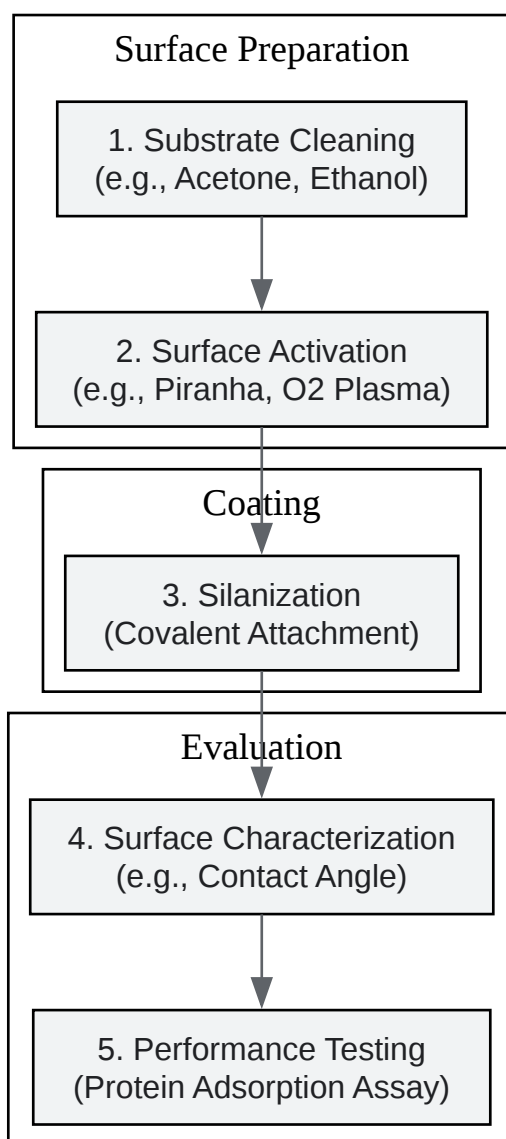 Surface Preparation
1. Substrate Cleaning
(e.g., Acetone, Ethanol)
2. Surface Activation
(e.g., Piranha, O2 Plasma)
Coating
3. Silanization
(Covalent Attachment)
Evaluation
4. Surface Characterization
(e.g., Contact Angle)
5. Performance Testing
(Protein Adsorption Assay)